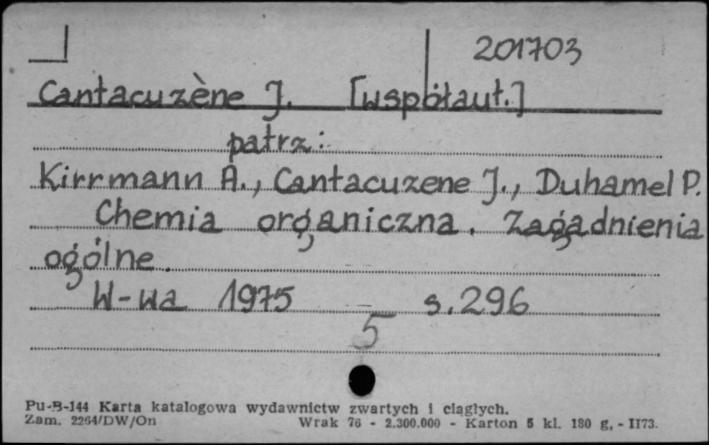 201703
Cantacuzène J. [współaut.]
patrz:
Kirrmann A., Cantacuzene J., Duhamel P.
Chemia organiczna. Zagadnienia
ogólne.
W-wa 1975 s. 296
5
Pu-B-144 Karta katalogowa wydawnictw zwartych i ciągłych.
Zam. 2264/DW/On Wrak 76 - 2.300.000 - Karton 5 kl. 180 g. - II73.